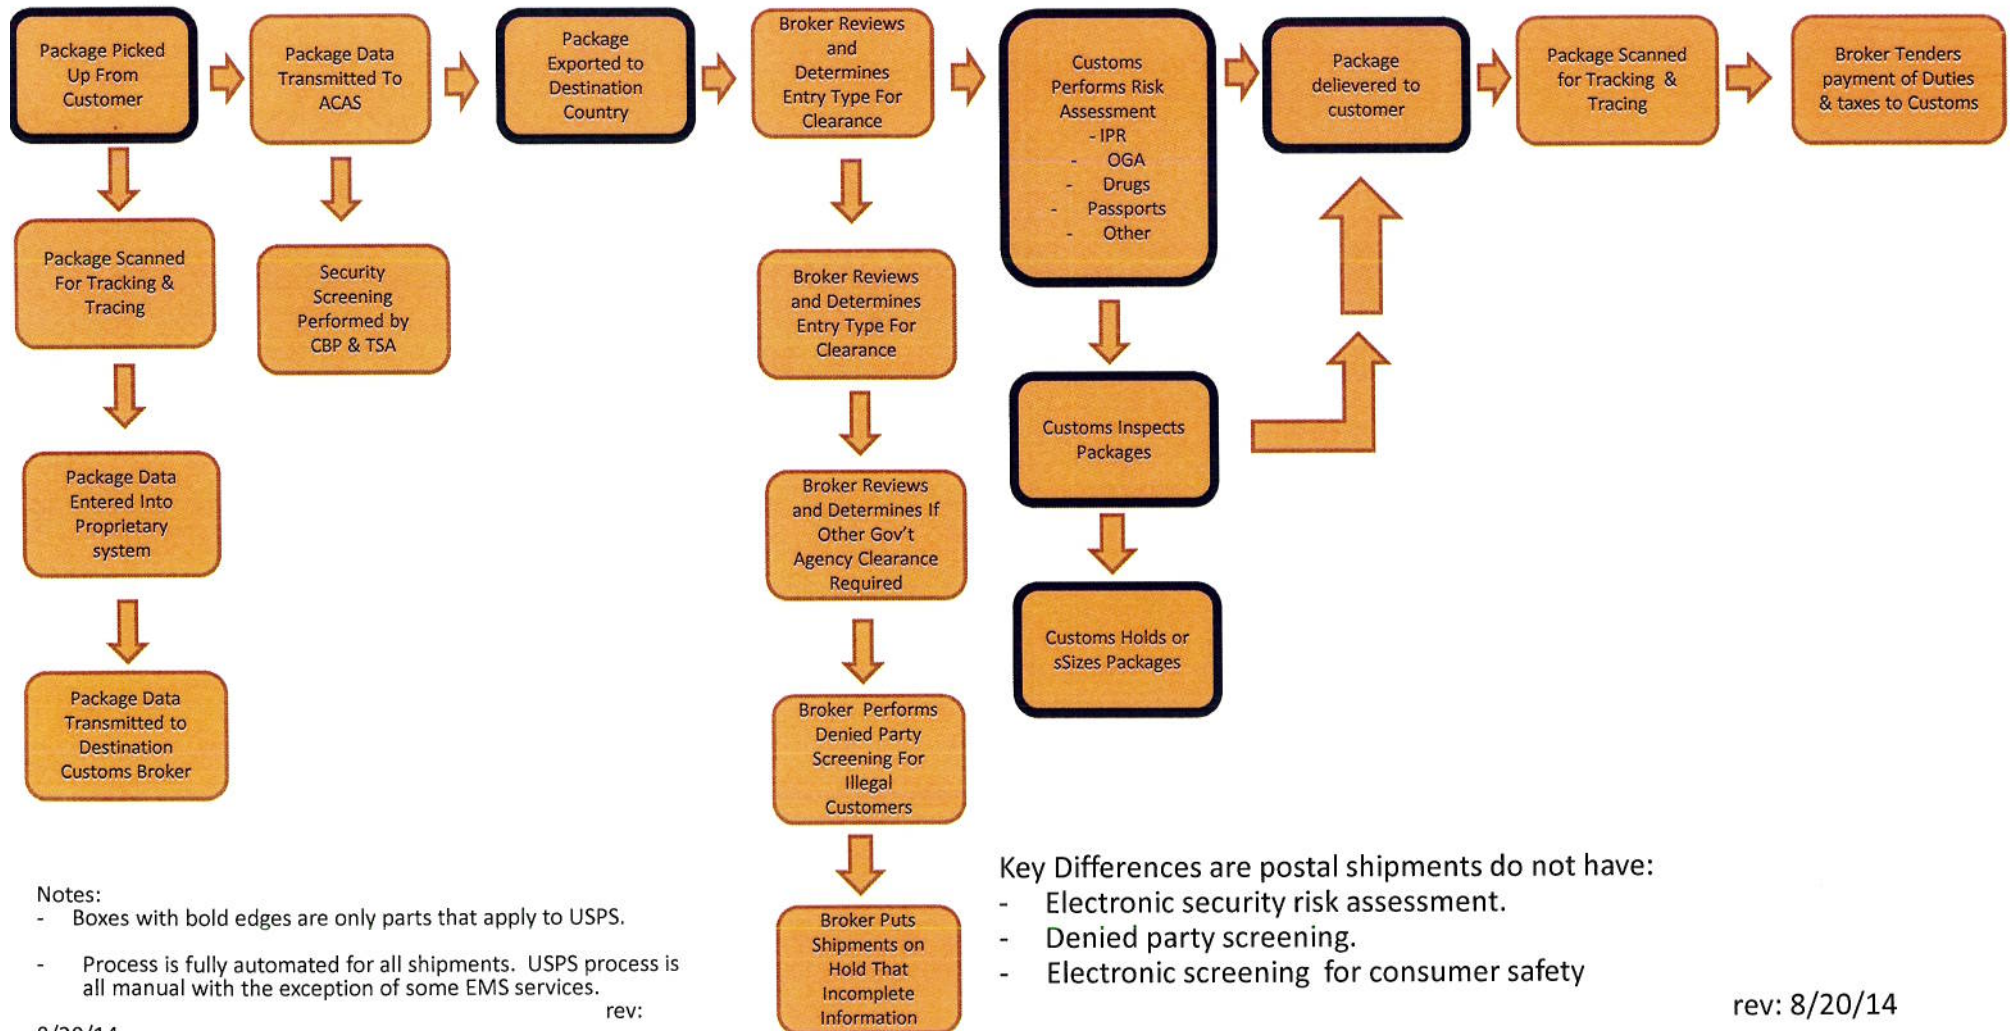 Package Picked
Up From
Customer
Package Data
Transmitted To
ACAS
Package
Exported to
Destination
Country
Broker Reviews
and
Determines
Entry Type For
Clearance
Customs
Performs Risk
Assessment
- IPR
- OGA
- Drugs
- Passports
- Other
Package
delievered to
customer
Package Scanned
for Tracking & 
Tracing
Broker Tenders
payment of Duties
& taxes to Customs
Package Scanned
For Tracking &
Tracing
Security
Screening
Performed by
CBP & TSA
Broker Reviews
and Determines
Entry Type For
Clearance
Customs Inspects
Packages
Package Data
Entered Into
Proprietary
system
Broker Reviews
and Determines If
Other Gov't
Agency Clearance
Required
Customs Holds or
sSizes Packages
Package Data
Transmitted to
Destination
Customs Broker
Broker Performs
Denied Party
Screening For
Illegal
Customers
Broker Puts
Shipments on
Hold That
Incomplete
Information
Notes:
- Boxes with bold edges are only parts that apply to USPS.
- Process is fully automated for all shipments. USPS process is
all manual with the exception of some EMS services.
rev:
8/20/14
Key Differences are postal shipments do not have:
- Electronic security risk assessment.
- Denied party screening.
- Electronic screening for consumer safety
rev: 8/20/14